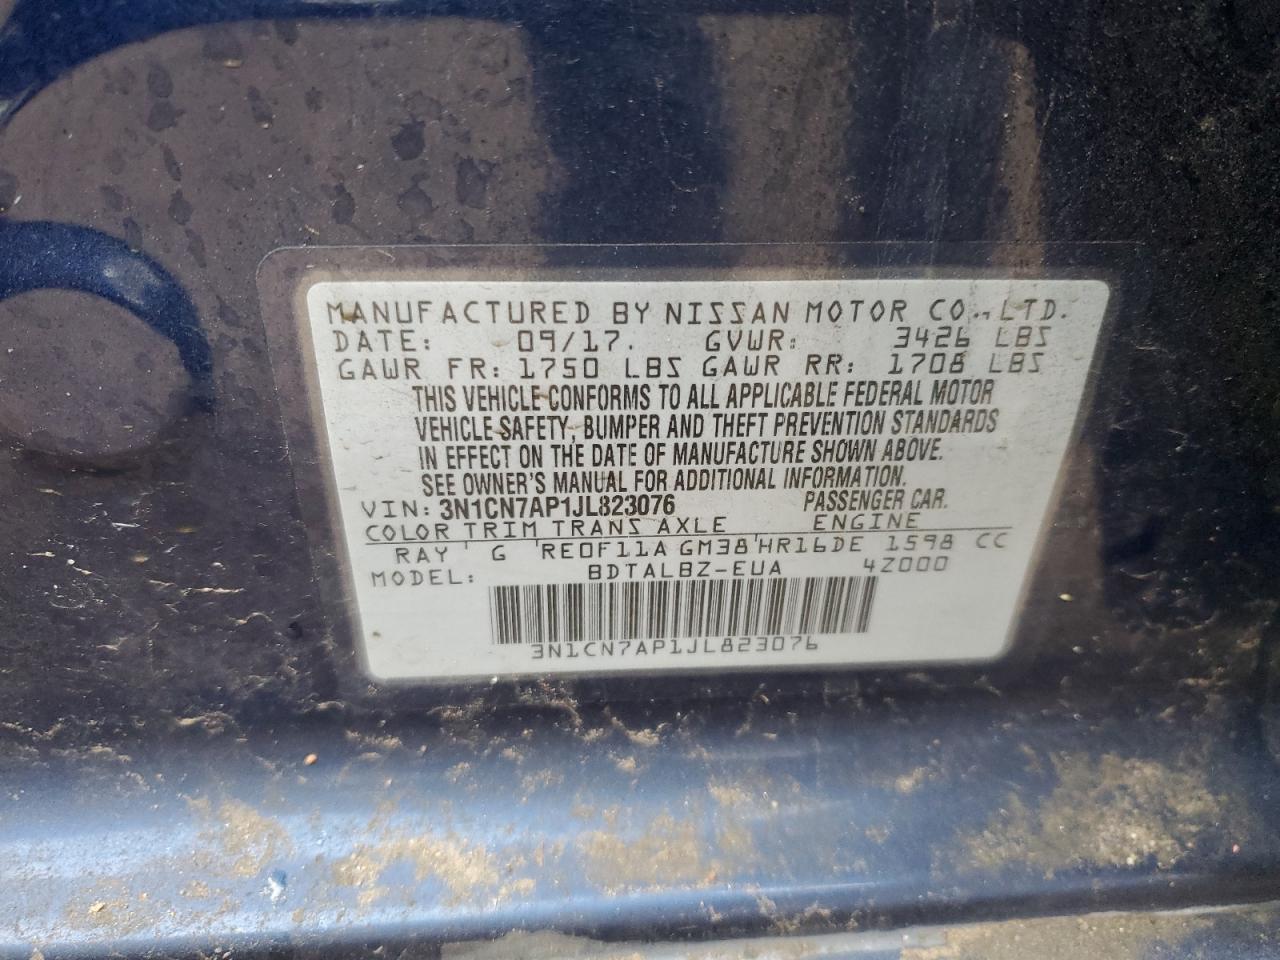 MANUFACTURED BY NISSAN MOTOR CO., LTD.
DATE: 09/17. GVWR: 3426 LBS
GAWR FR: 1750 LBS GAWR RR: 1708 LBS
THIS VEHICLE CONFORMS TO ALL APPLICABLE FEDERAL MOTOR
VEHICLE SAFETY, BUMPER AND THEFT PREVENTION STANDARDS
IN EFFECT ON THE DATE OF MANUFACTURE SHOWN ABOVE.
SEE OWNER'S MANUAL FOR ADDITIONAL INFORMATION.
VIN: 3N1CN7AP1JL823076 PASSENGER CAR.
COLOR TRIM TRANS AXLE ENGINE
RAY G RE0F11A GM38 HR16DE 1598 CC
MODEL: BDTALBZ-EUA 4Z000
3N1CN7AP1JL823076